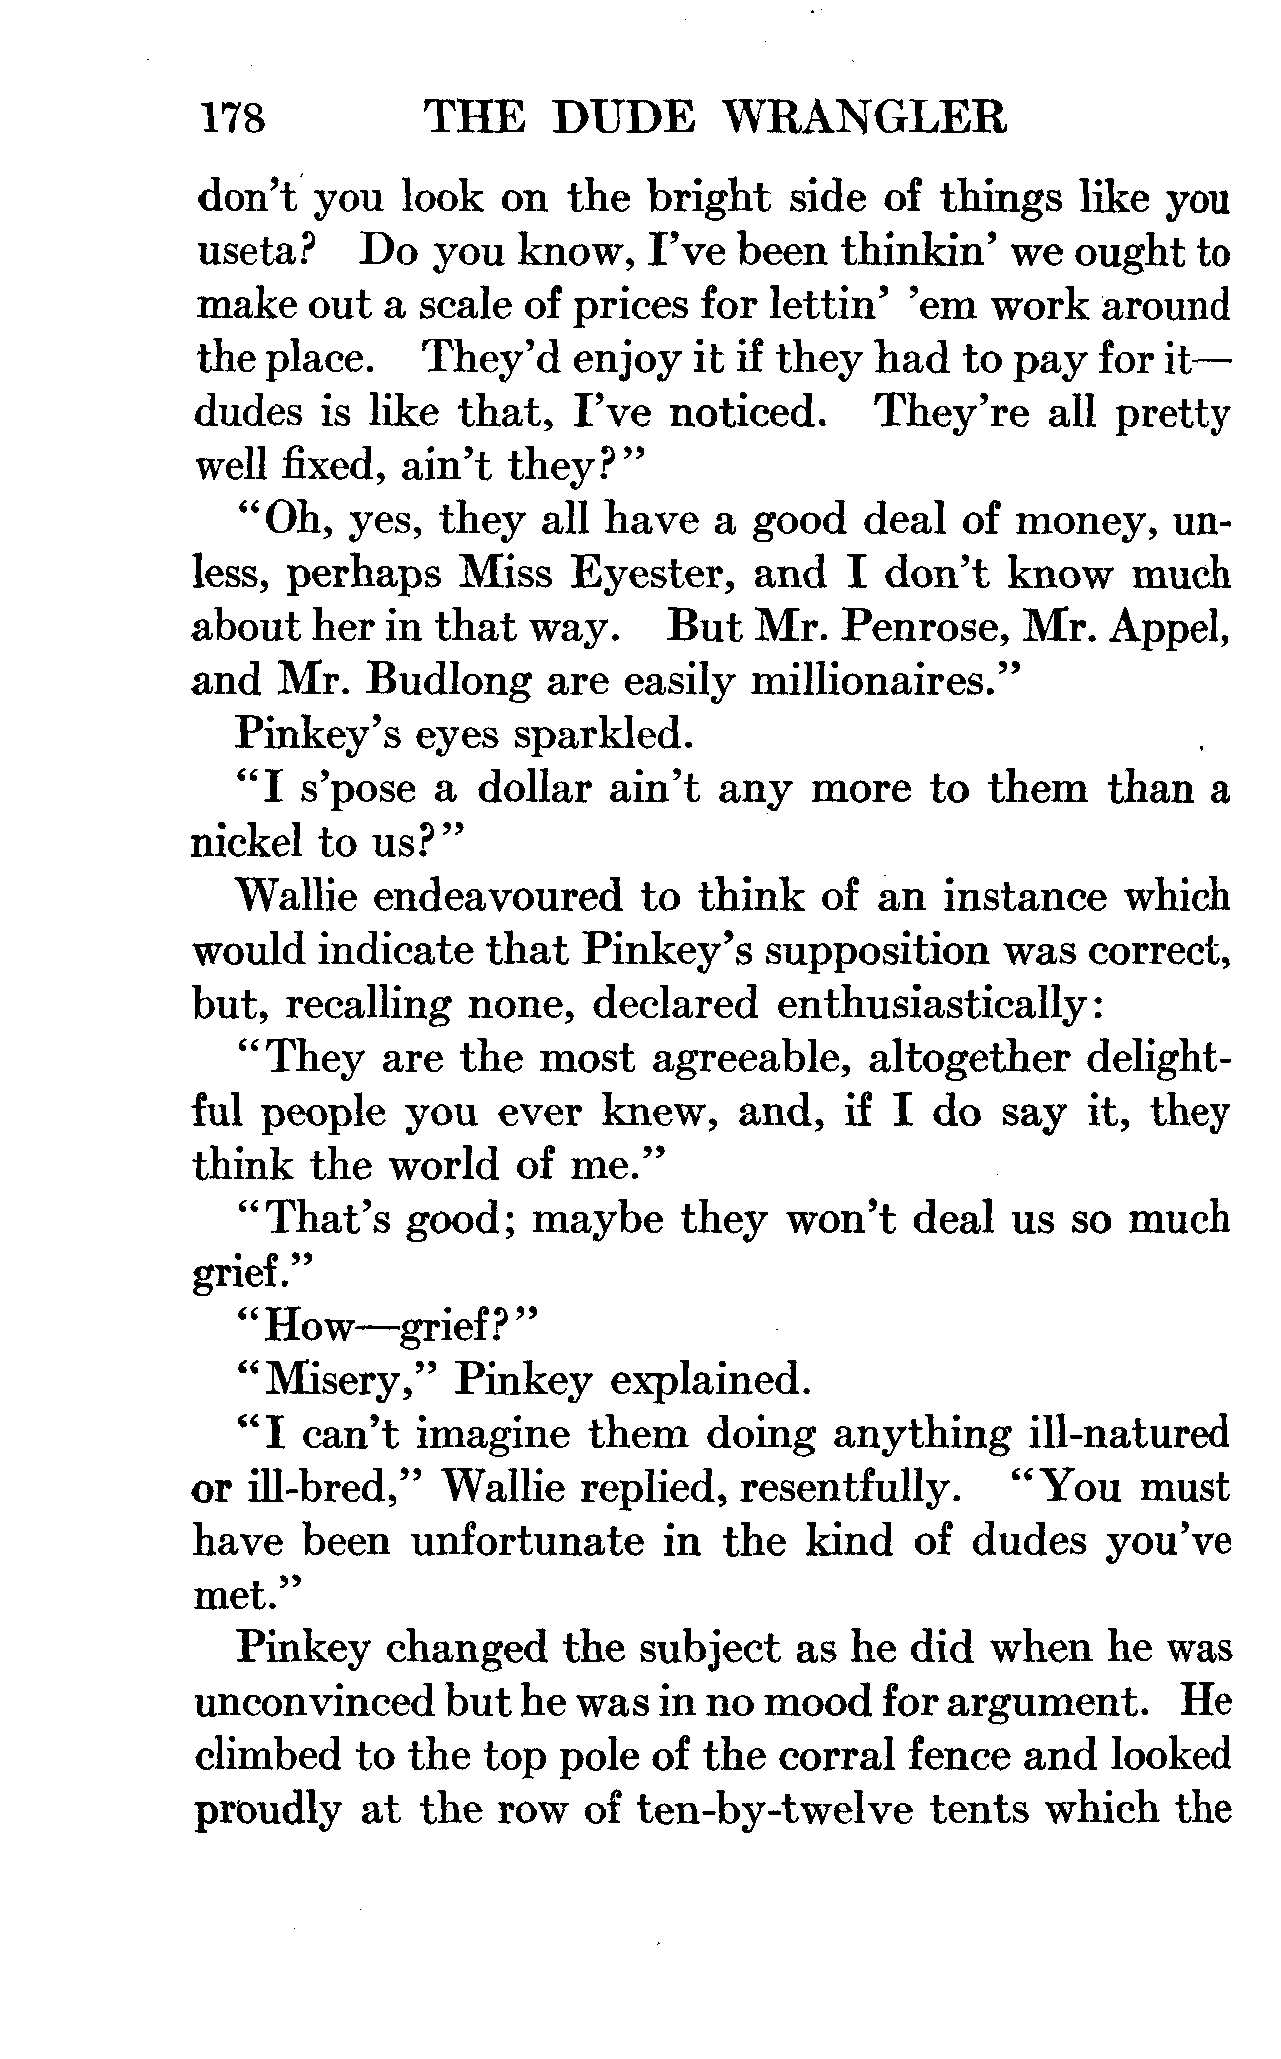 178 THE DUDE WRANGLER
don't you look on the bright side of things like you
useta? Do you know, I've been thinkin' we ought to
make out a scale of prices for lettin' 'em work around
the place. They'd enjoy it if they had to pay for it—
dudes is like that, I've noticed. They're all pretty
well fixed, ain't they?"
"Oh, yes, they all have a good deal of money, un-
less, perhaps Miss Eyester, and I don't know much
about her in that way. But Mr. Penrose, Mr. Appel,
and Mr. Budlong are easily millionaires."
Pinkey's eyes sparkled.
"I s'pose a dollar ain't any more to them than a
nickel to us?"
Wallie endeavoured to think of an instance which
would indicate that Pinkey's supposition was correct,
but, recalling none, declared enthusiastically:
"They are the most agreeable, altogether delight-
ful people you ever knew, and, if I do say it, they
think the world of me."
"That's good; maybe they won't deal us so much
grief."
"How—grief?"
"Misery," Pinkey explained.
"I can't imagine them doing anything ill-natured
or ill-bred," Wallie replied, resentfully. "You must
have been unfortunate in the kind of dudes you've
met."
Pinkey changed the subject as he did when he was
unconvinced but he was in no mood for argument. He
climbed to the top pole of the corral fence and looked
proudly at the row of ten-by-twelve tents which the